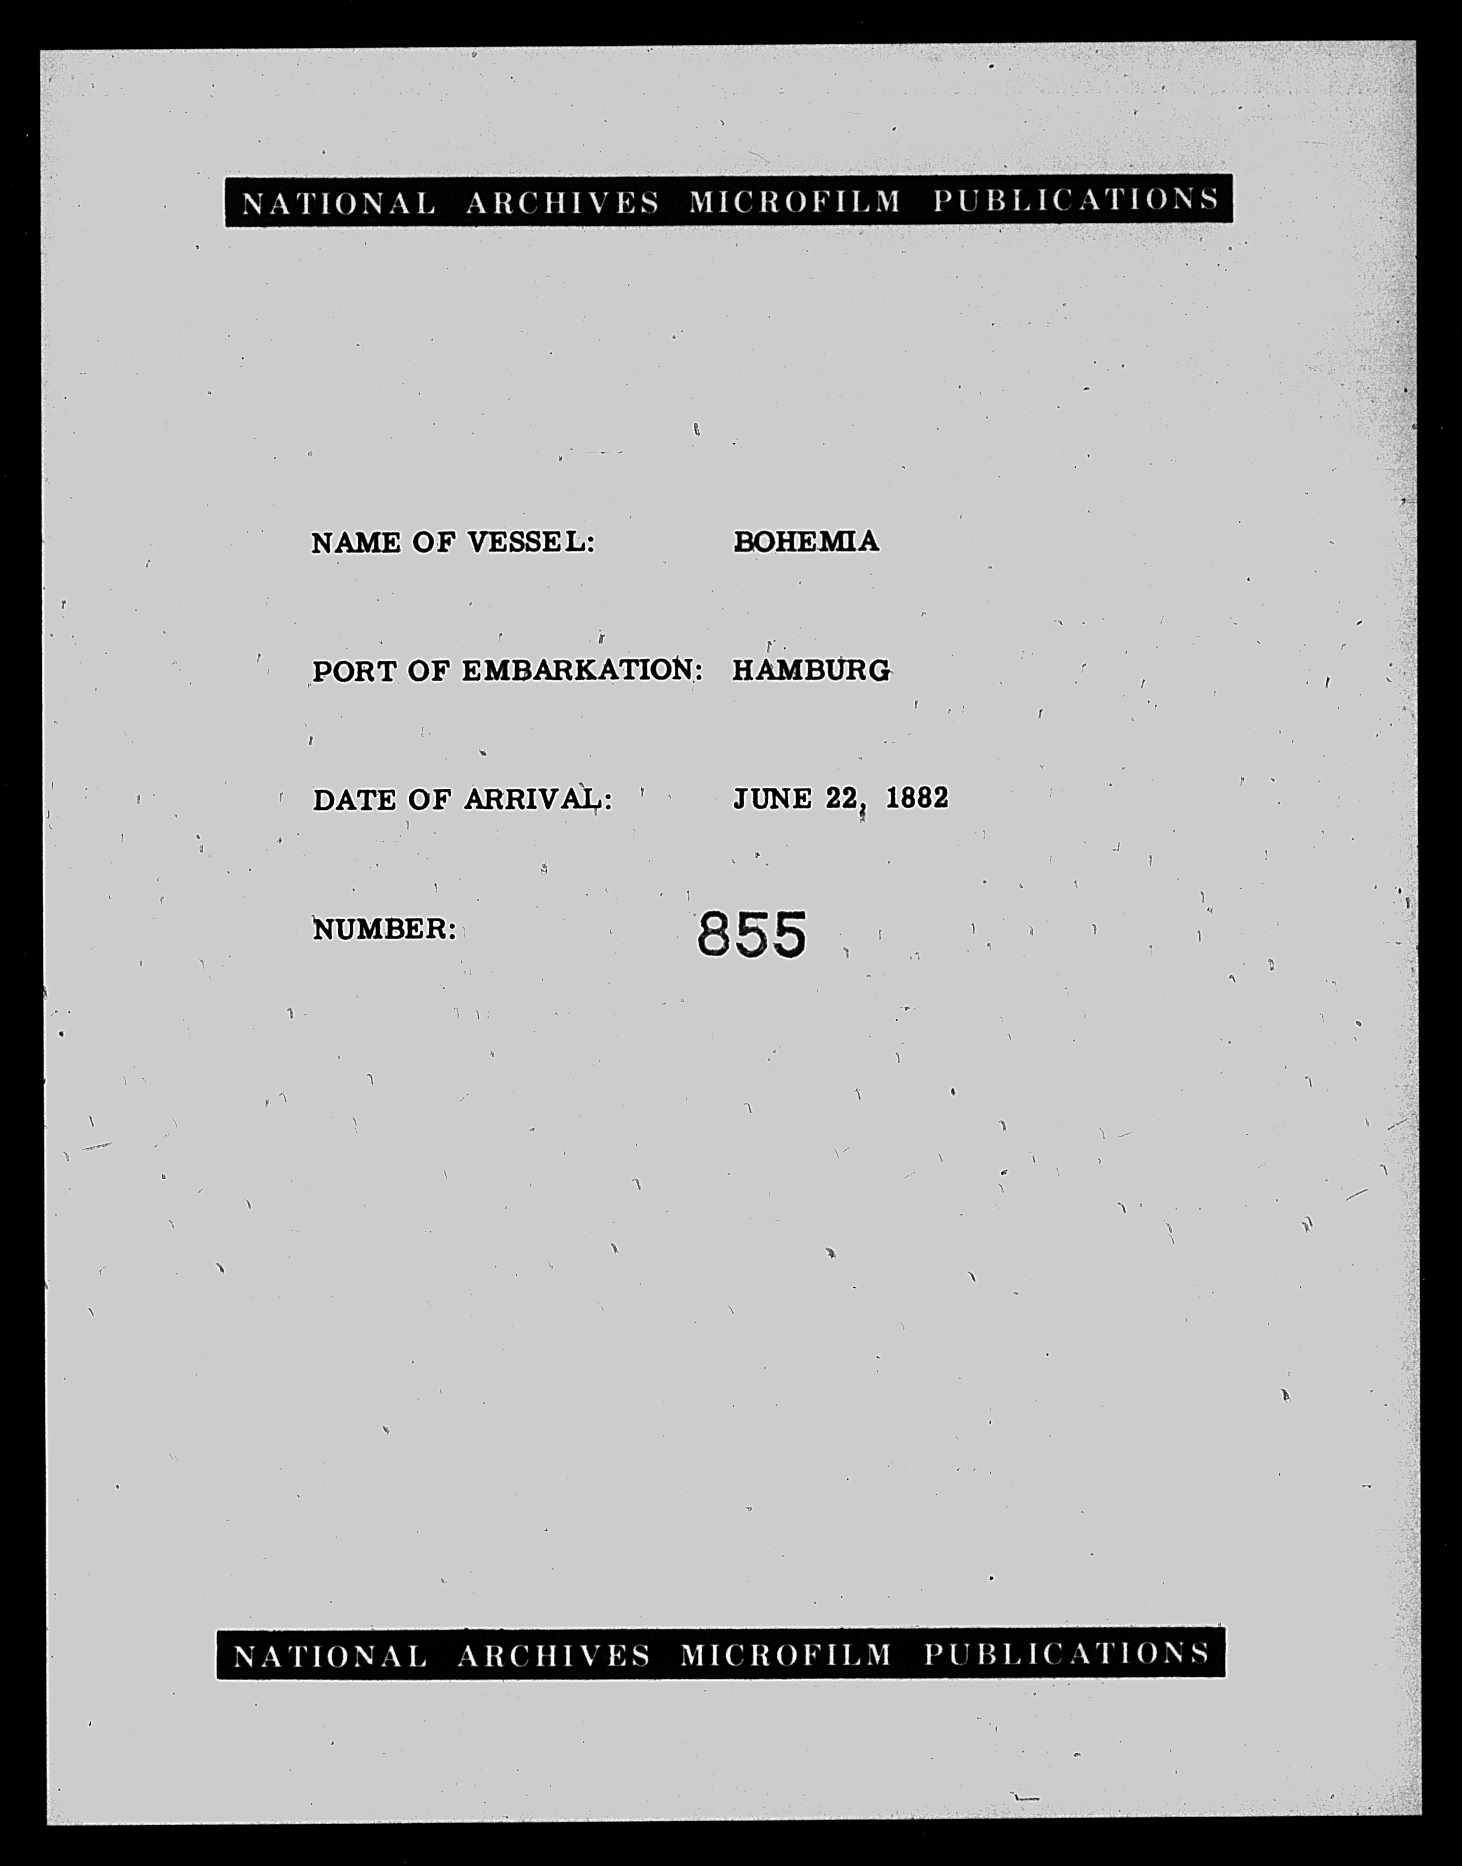 NATIONAL ARCHIVES MICROFILM PUBLICATIONS
NAME OF VESSEL: BOHEMIA
PORT OF EMBARKATION: HAMBURG
DATE OF ARRIVAL: JUNE 22, 1882
NUMBER: 855
NATIONAL ARCHIVES MICROFILM PUBLICATIONS